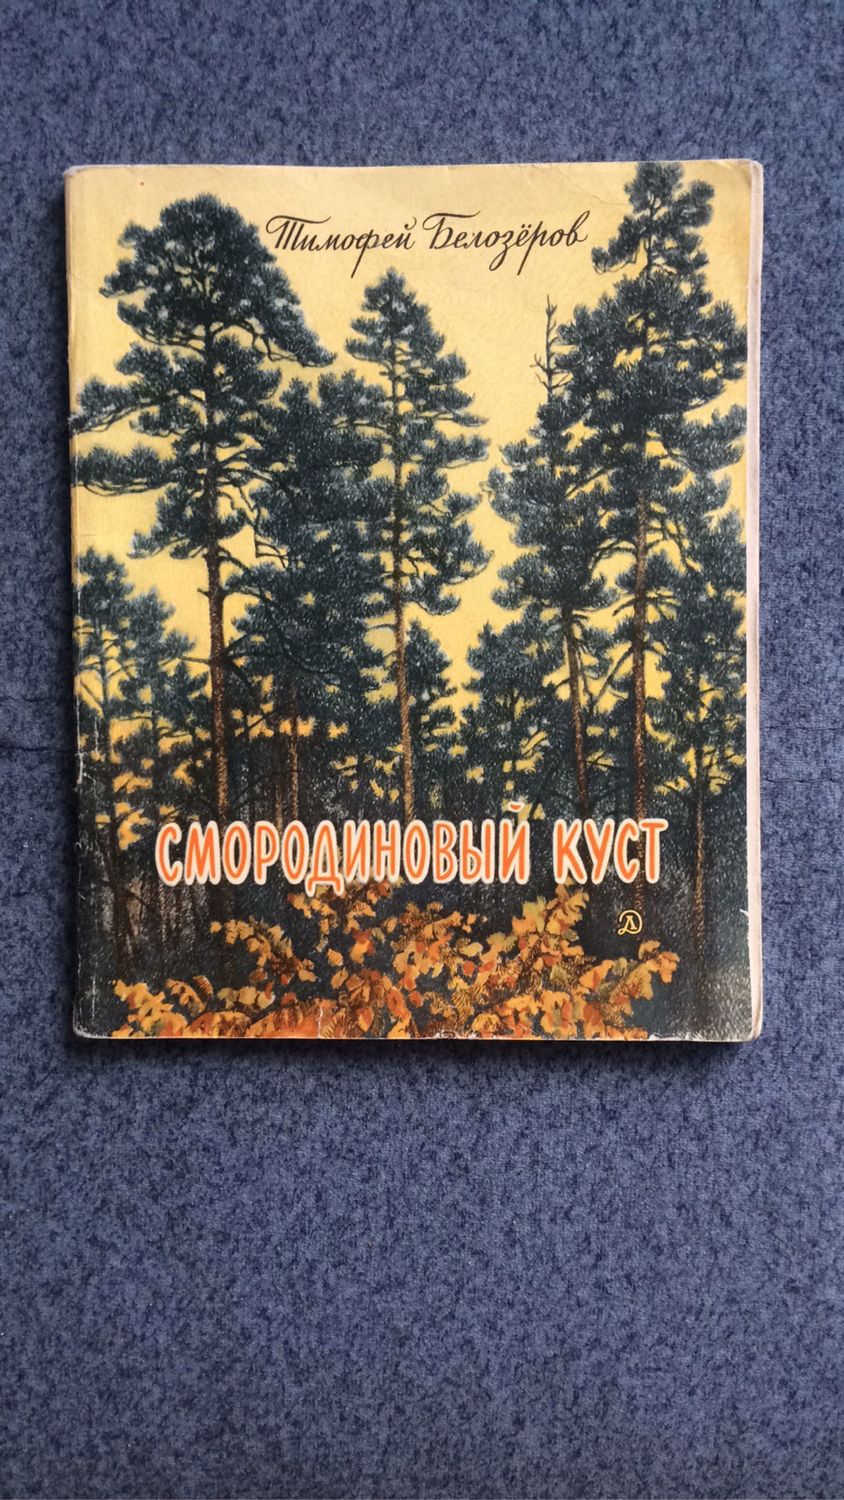 Тимофей Белозёров
СМОРОДИНОВЫЙ КУСТ